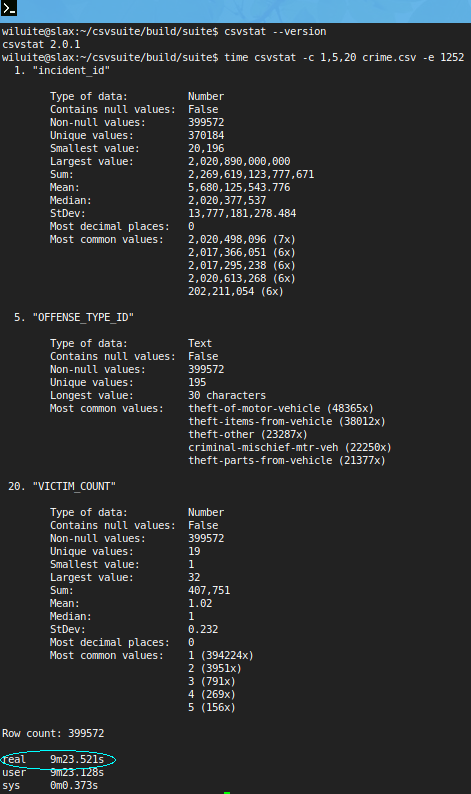 wiluite@slax:~/csvsuite/build/suite$ csvstat --version
csvstat 2.0.1
wiluite@slax:~/csvsuite/build/suite$ time csvstat -c 1,5,20 crime.csv -e 1252
  1. "incident_id"

        Type of data:          Number
        Contains null values:  False
        Non-null values:       399572
        Unique values:         370184
        Smallest value:        20,196
        Largest value:         2,020,890,000,000
        Sum:                   2,269,619,123,777,671
        Mean:                  5,680,125,543.776
        Median:                2,020,377,537
        StDev:                 13,777,181,278.484
        Most decimal places:   0
        Most common values:    2,020,498,096 (7x)
                               2,017,366,051 (6x)
                               2,017,295,238 (6x)
                               2,020,613,268 (6x)
                               202,211,054 (6x)

  5. "OFFENSE_TYPE_ID"

        Type of data:          Text
        Contains null values:  False
        Non-null values:       399572
        Unique values:         195
        Longest value:         30 characters
        Most common values:    theft-of-motor-vehicle (48365x)
                               theft-items-from-vehicle (38012x)
                               theft-other (23287x)
                               criminal-mischief-mtr-veh (22250x)
                               theft-parts-from-vehicle (21377x)

 20. "VICTIM_COUNT"

        Type of data:          Number
        Contains null values:  False
        Non-null values:       399572
        Unique values:         19
        Smallest value:        1
        Largest value:         32
        Sum:                   407,751
        Mean:                  1.02
        Median:                1
        StDev:                 0.232
        Most decimal places:   0
        Most common values:    1 (394224x)
                               2 (3951x)
                               3 (791x)
                               4 (269x)
                               5 (156x)

Row count: 399572

real    9m23.521s
user    9m23.128s
sys     0m0.373s